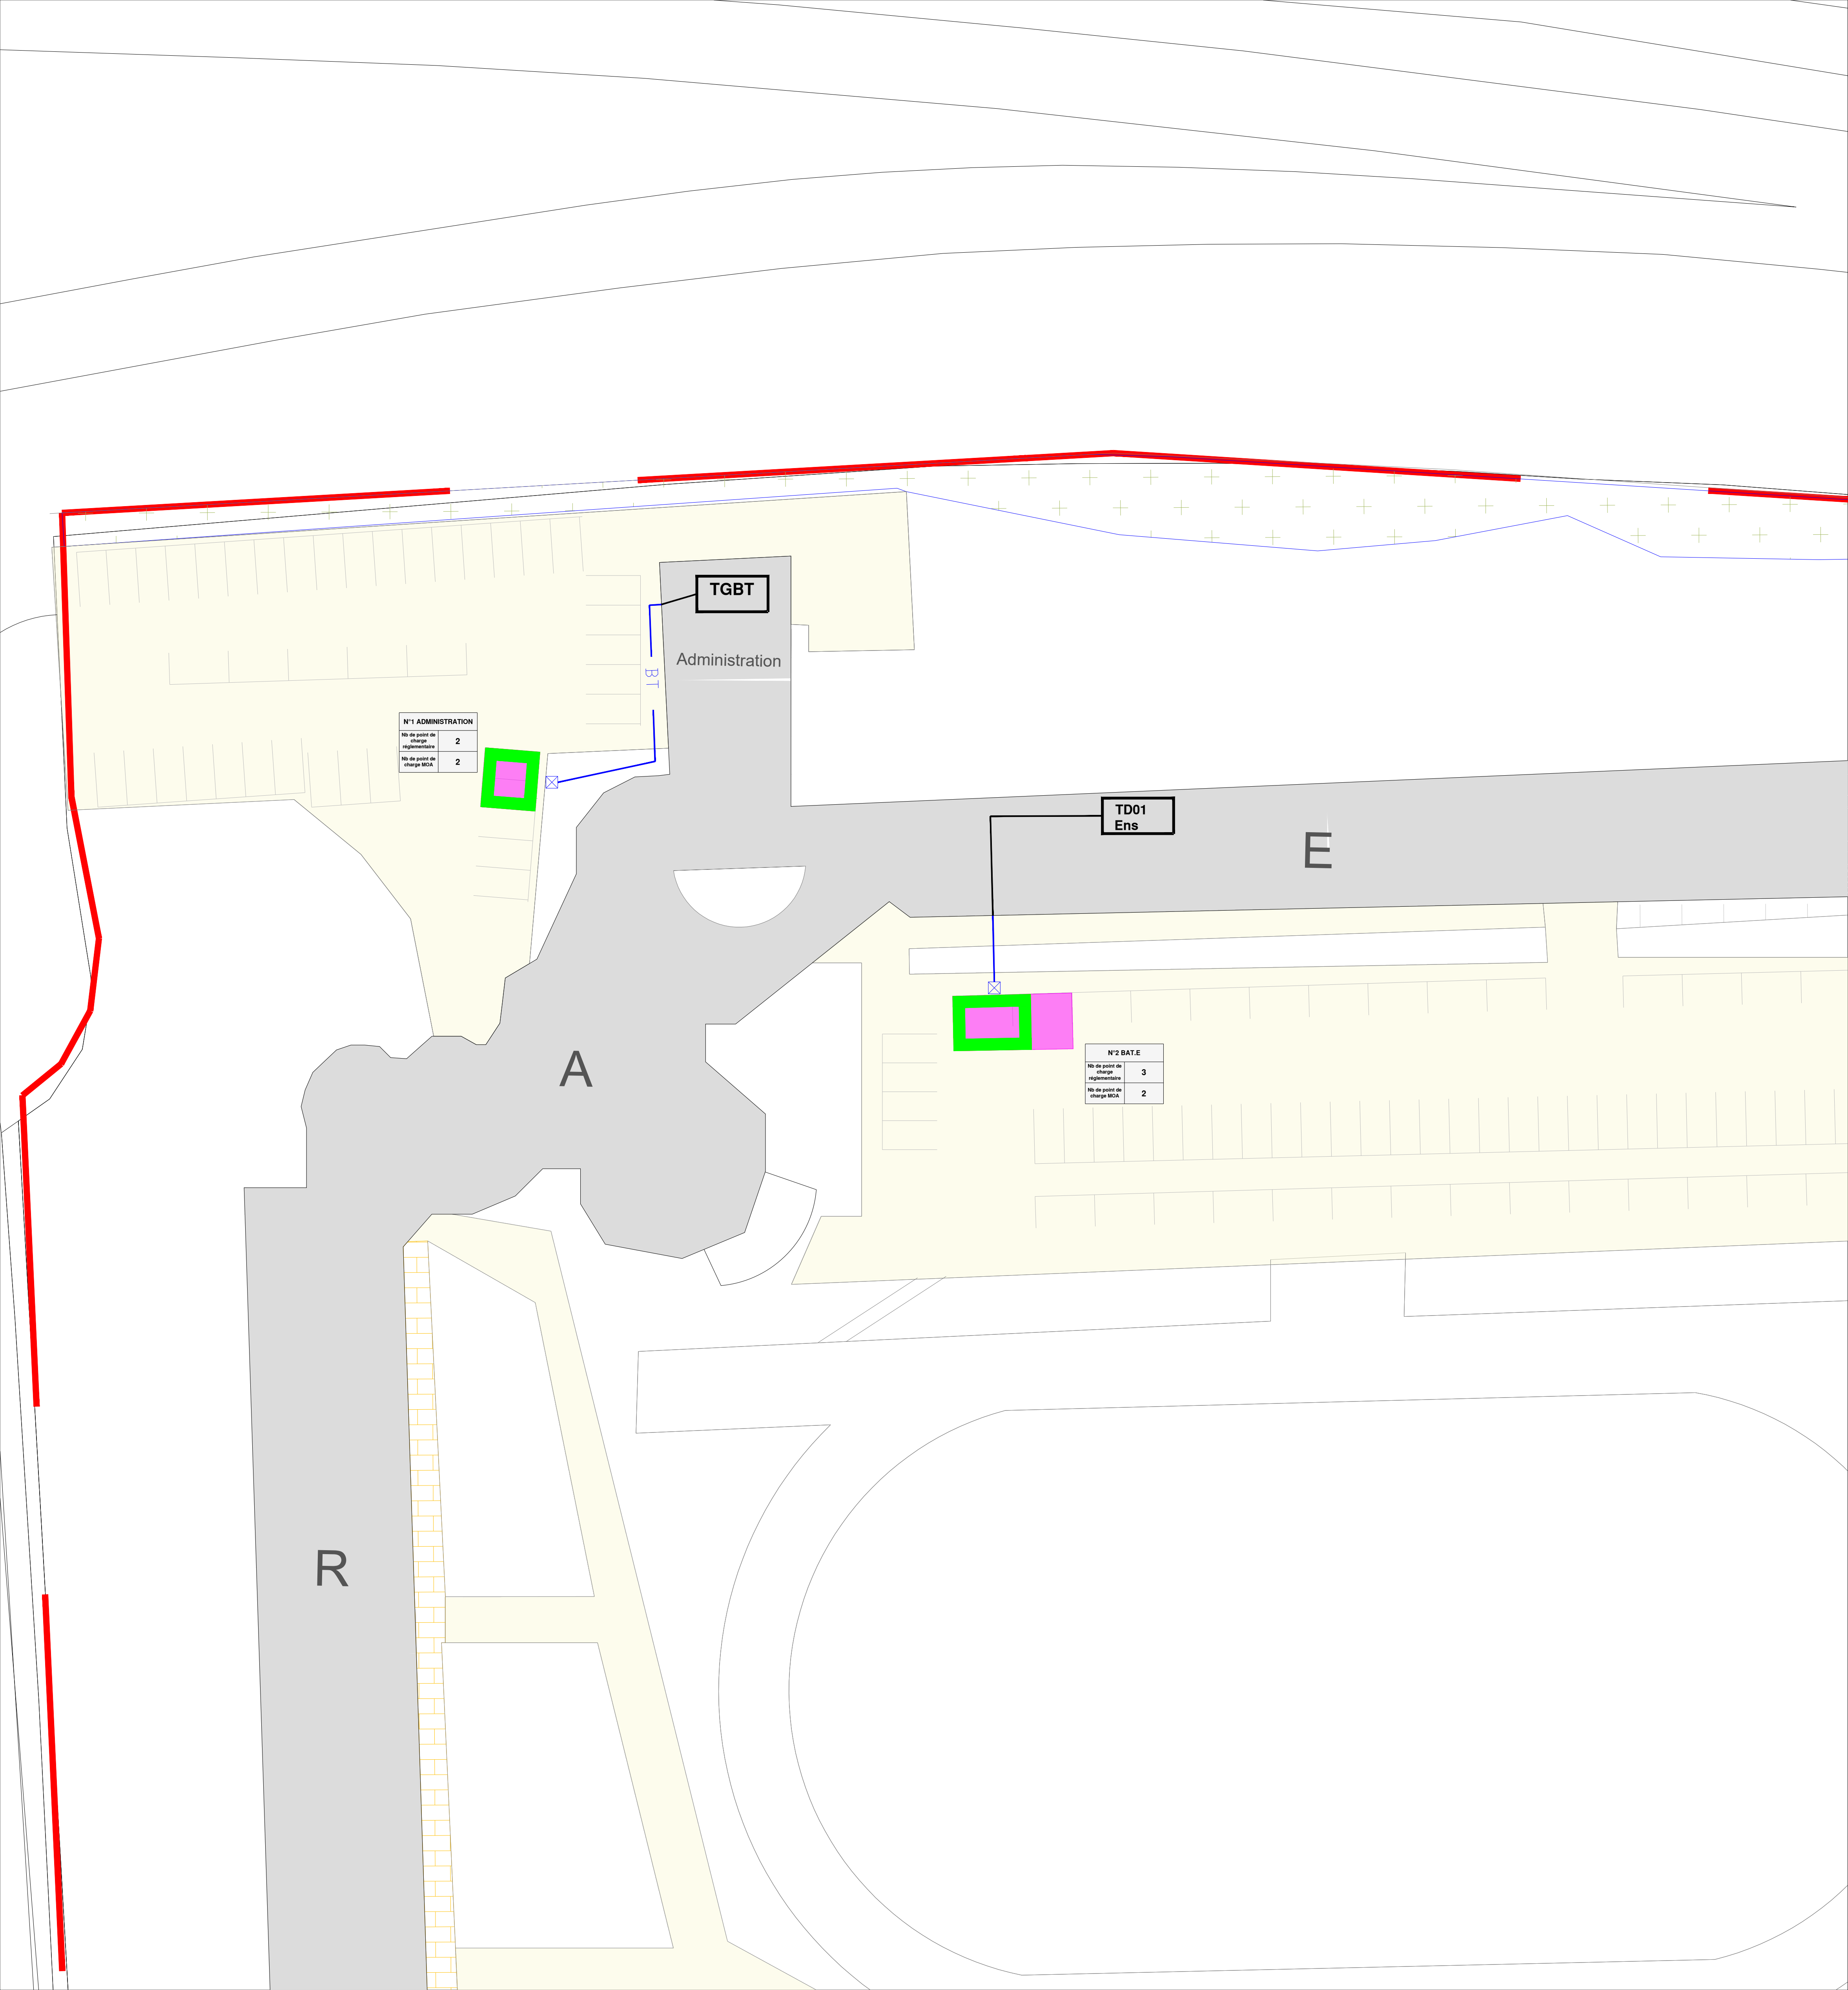 TGBT
Administration
BT
N°1 ADMINISTRATION
Nb de point de
charge
réglementaire
2
Nb de point de
charge MOA
2
TD01
Ens
E
A
N°2 BAT.E
Nb de point de
charge
réglementaire
3
Nb de point de
charge MOA
2
R